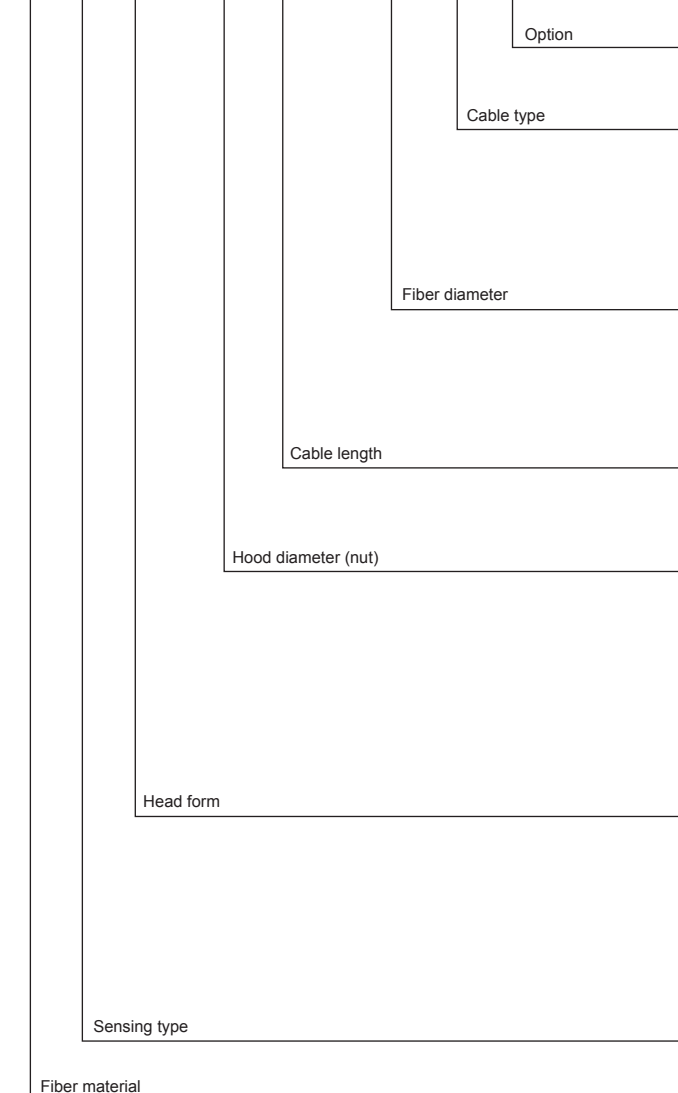 Option
Cable type
Fiber diameter
Cable length
Hood diameter (nut)
Head form
Sensing type
Fiber material